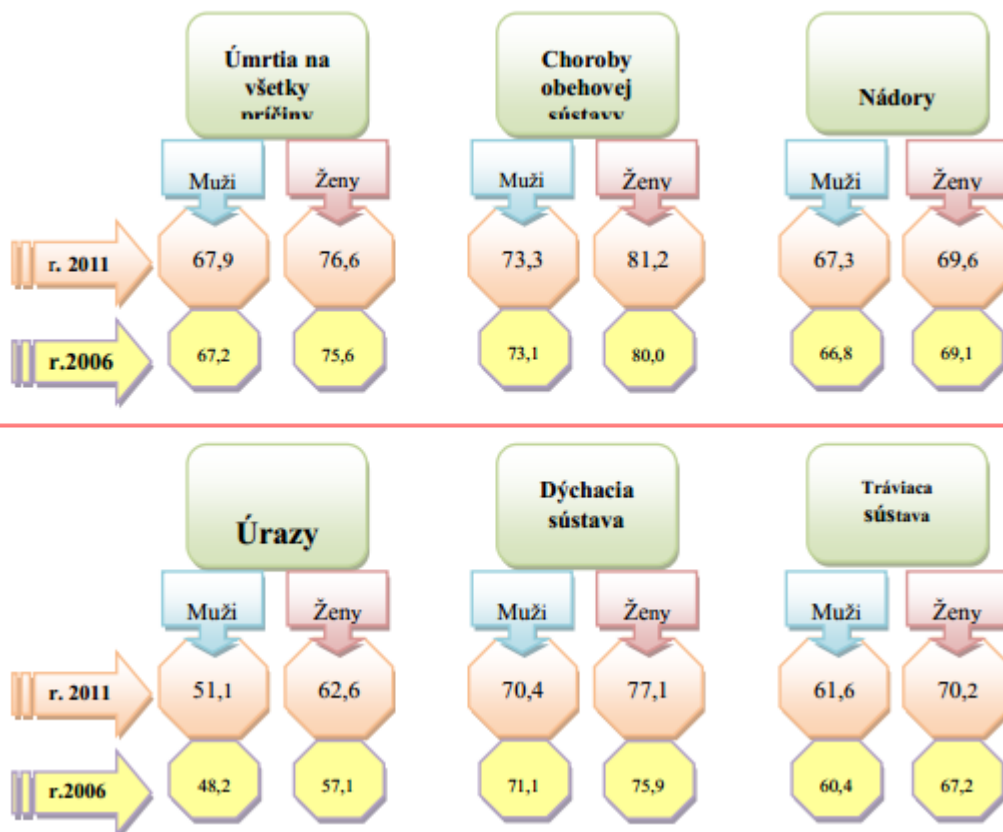 Úmrtia na
všetky
príčiny
Choroby
obehovej
sústavy
Nádory
Muži
Ženy
Muži
Ženy
Muži
Ženy
r. 2011
67,9
76,6
73,3
81,2
67,3
69,6
r.2006
67,2
75,6
73,1
80,0
66,8
69,1
Úrazy
Dýchacia
sústava
Tráviaca
sústava
Muži
Ženy
Muži
Ženy
Muži
Ženy
r. 2011
51,1
62,6
70,4
77,1
61,6
70,2
r.2006
48,2
57,1
71,1
75,9
60,4
67,2